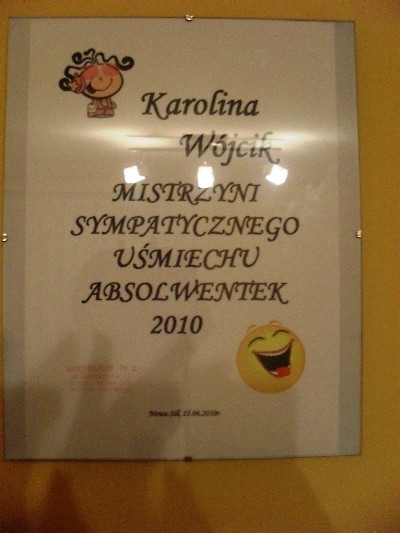 Karolina
Wójcik
MISTRZYNI
SYMPATYCZNEGO
UŚMIECHU
ABSOLWENTEK
2010
Nowa Sól, 25.06.2010r.